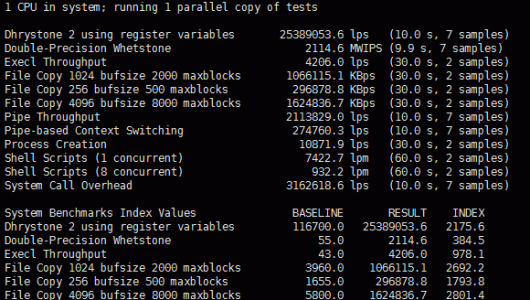 1 CPU in system; running 1 parallel copy of tests
Dhrystone 2 using register variables 25389053.6 lps (10.0 s, 7 samples)
Double-Precision Whetstone 2114.6 MWIPS (9.9 s, 7 samples)
Execl Throughput 4206.0 lps (30.0 s, 2 samples)
File Copy 1024 bufsize 2000 maxblocks 1066115.1 KBps (30.0 s, 2 samples)
File Copy 256 bufsize 500 maxblocks 296878.8 KBps (30.0 s, 2 samples)
File Copy 4096 bufsize 8000 maxblocks 1624836.7 KBps (30.0 s, 2 samples)
Pipe Throughput 2113829.0 lps (10.0 s, 7 samples)
Pipe-based Context Switching 274760.3 lps (10.0 s, 7 samples)
Process Creation 10871.9 lps (30.0 s, 2 samples)
Shell Scripts (1 concurrent) 7422.7 lpm (60.0 s, 2 samples)
Shell Scripts (8 concurrent) 932.2 lpm (60.0 s, 2 samples)
System Call Overhead 3162618.6 lps (10.0 s, 7 samples)
System Benchmarks Index Values BASELINE RESULT INDEX
Dhrystone 2 using register variables 116700.0 25389053.6 2175.6
Double-Precision Whetstone 55.0 2114.6 384.5
Execl Throughput 43.0 4206.0 978.1
File Copy 1024 bufsize 2000 maxblocks 3960.0 1066115.1 2692.2
File Copy 256 bufsize 500 maxblocks 1655.0 296878.8 1793.8
File Copy 4096 bufsize 8000 maxblocks 5800.0 1624836.7 2801.4